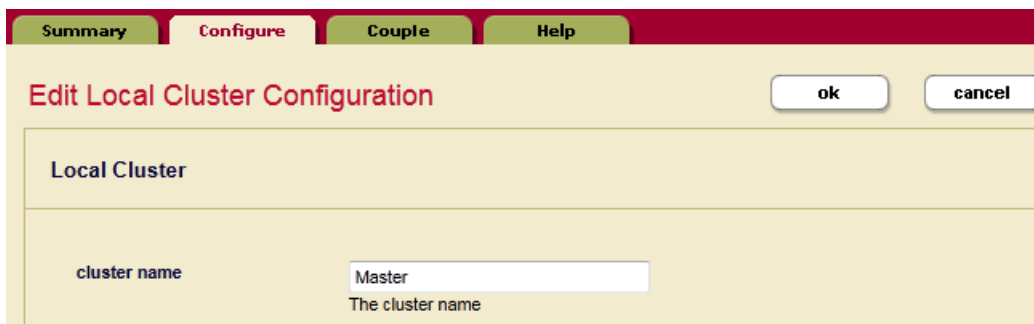 Summary Configure Couple Help
Edit Local Cluster Configuration ok cancel
Local Cluster
cluster name Master
The cluster name